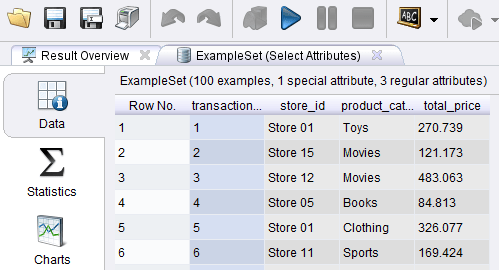 ABC
Result Overview ExampleSet (Select Attributes)
ExampleSet (100 examples, 1 special attribute, 3 regular attributes)
Data
Statistics
Charts
Row No. transaction... store_id product_cat... total_price
1 1 Store 01 Toys 270.739
2 2 Store 15 Movies 121.173
3 3 Store 12 Movies 483.063
4 4 Store 05 Books 84.813
5 5 Store 01 Clothing 326.077
6 6 Store 11 Sports 169.424